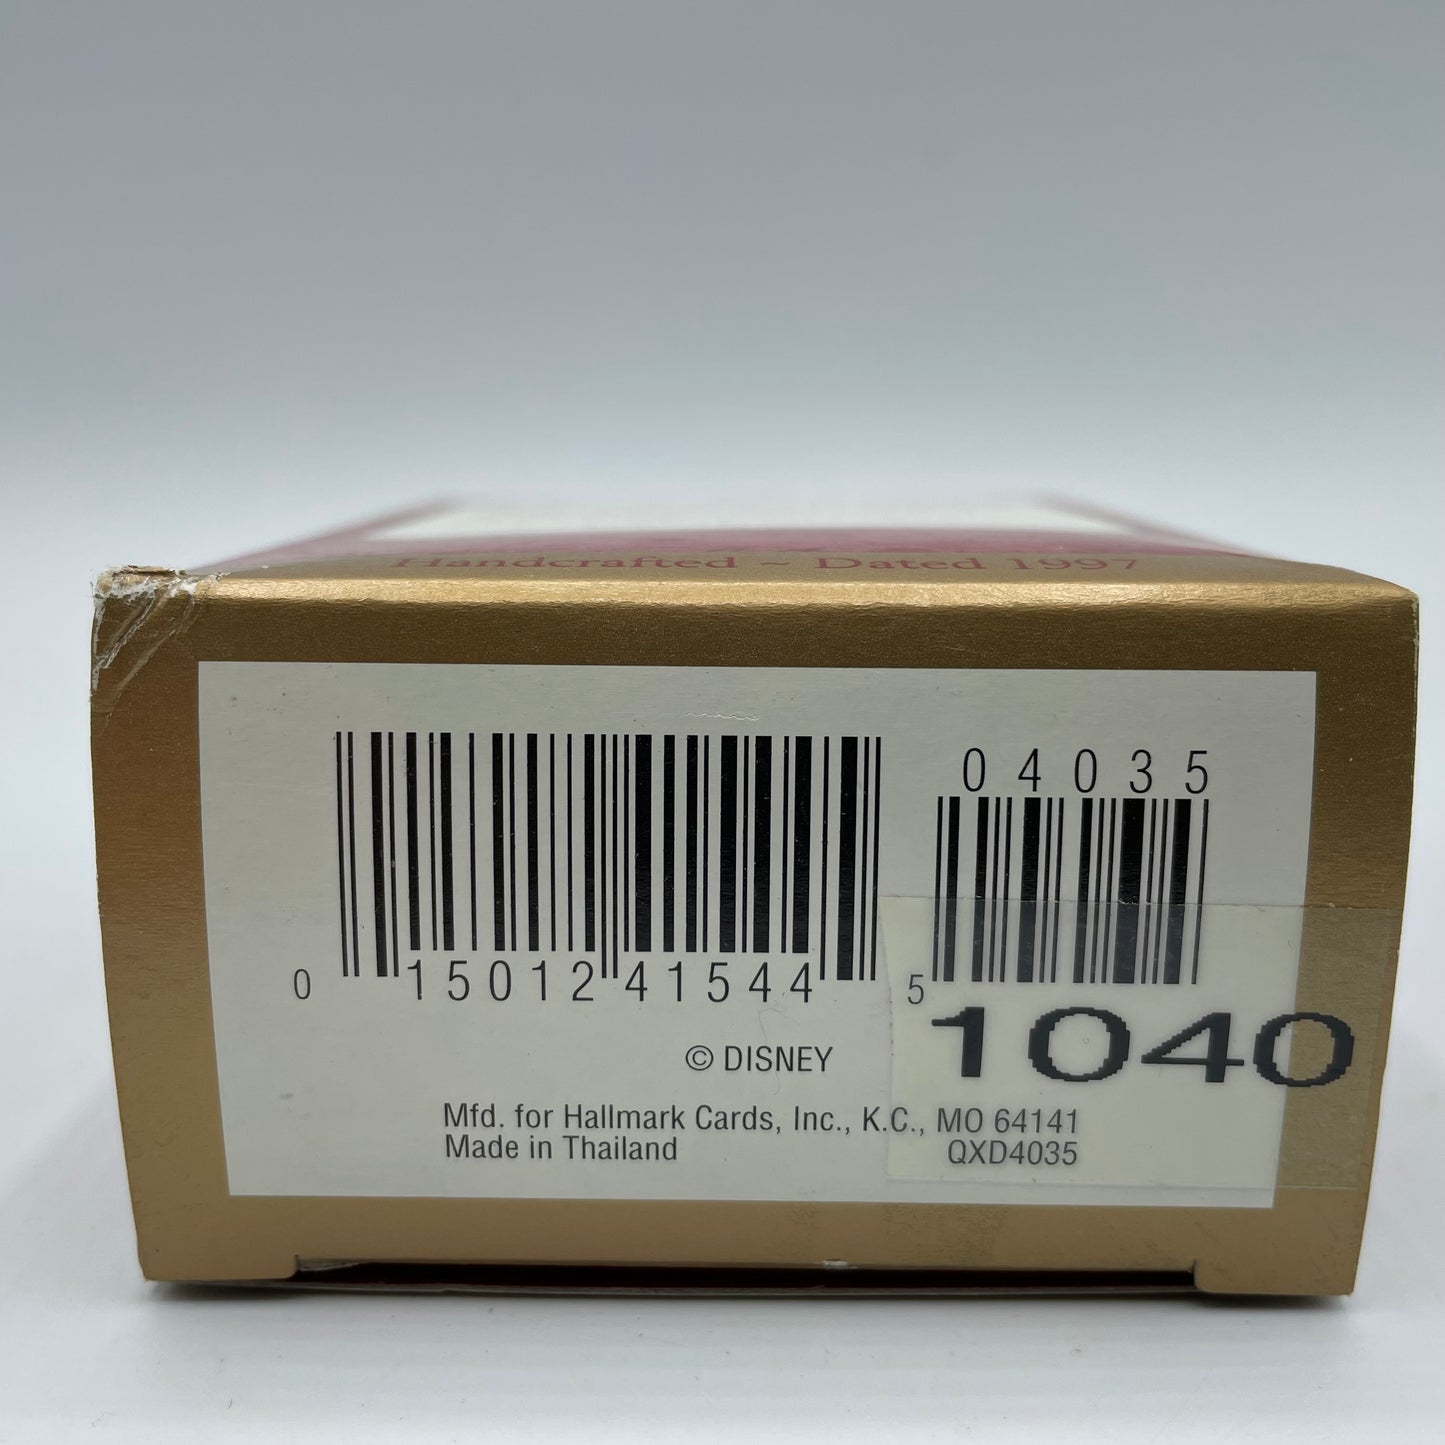 Handcrafted ~ Dated 1997
04035
0 15012 41544 5
1040
© DISNEY
Mfd. for Hallmark Cards, Inc., K.C., MO 64141
Made in Thailand QXD4035